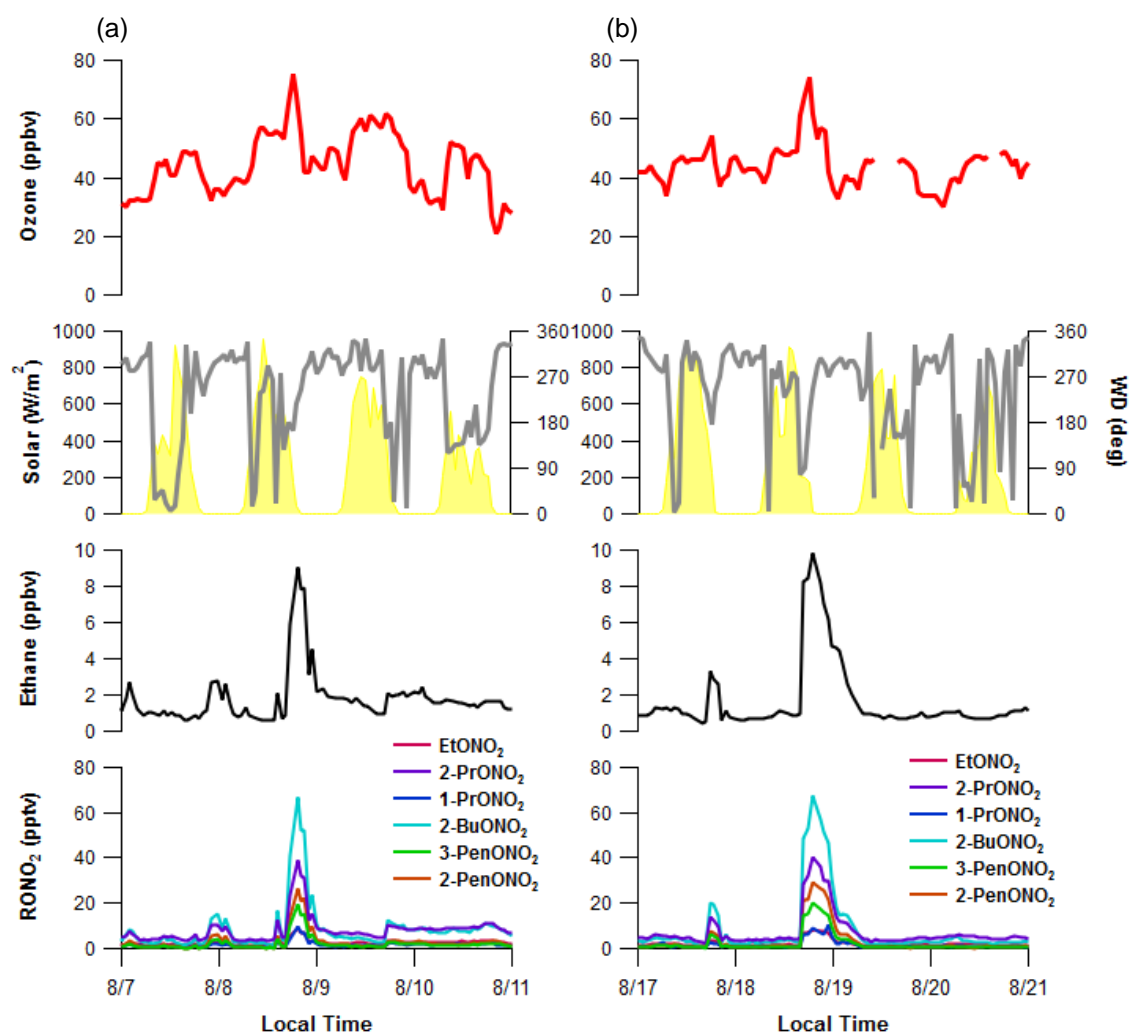 (a) (b)
80 80
60 60
40 40
20 20
0 0
Ozone (ppbv)
1000 360 1000 360
800 270 800 270
600 600
400 180 400 180
200 90 200 90
0 0 0 0
Solar (W/m²)
WD (deg)
10 10
8 8
6 6
4 4
2 2
0 0
Ethane (ppbv)
EtONO₂
2-PrONO₂
1-PrONO₂
2-BuONO₂
3-PenONO₂
2-PenONO₂
EtONO₂
2-PrONO₂
1-PrONO₂
2-BuONO₂
3-PenONO₂
2-PenONO₂
80 80
60 60
40 40
20 20
0 0
RONO₂ (pptv)
8/7 8/8 8/9 8/10 8/11 8/17 8/18 8/19 8/20 8/21
Local Time Local Time